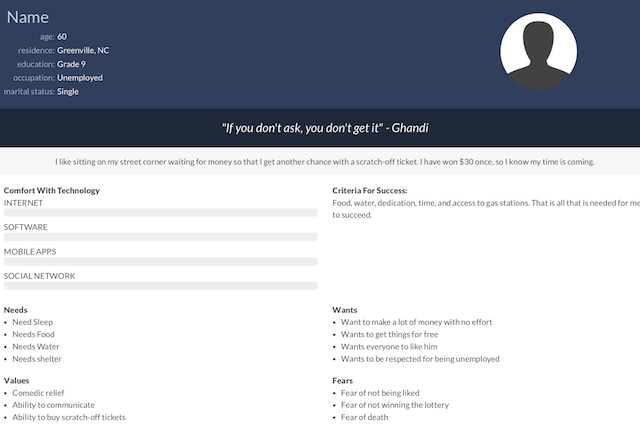 Name
age: 60
residence: Greenville, NC
education: Grade 9
occupation: Unemployed
marital status: Single
"If you don't ask, you don't get it" - Ghandi
I like sitting on my street corner waiting for money so that I get another chance with a scratch-off ticket. I have won $30 once, so I know my time is coming.
Comfort With Technology
INTERNET
SOFTWARE
MOBILE APPS
SOCIAL NETWORK
Criteria For Success:
Food, water, dedication, time, and access to gas stations. That is all that is needed for me
to succeed.
Needs
• Need Sleep
• Needs Food
• Needs Water
• Needs shelter
Wants
• Want to make a lot of money with no effort
• Wants to get things for free
• Wants everyone to like him
• Wants to be respected for being unemployed
Values
• Comedic relief
• Ability to communicate
• Ability to buy scratch-off tickets
Fears
• Fear of not being liked
• Fear of not winning the lottery
• Fear of death